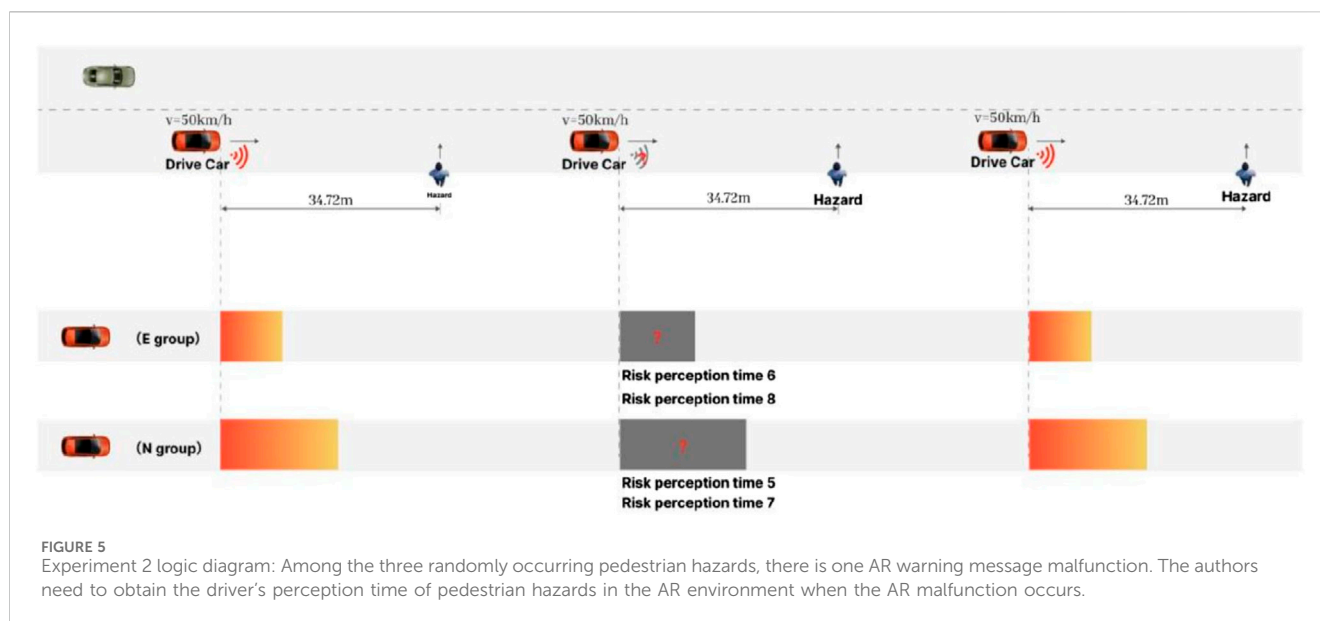 v=50km/h
v=50km/h
v=50km/h
Drive Car
Drive Car
Drive Car
Hazard
Hazard
Hazard
34.72m
34.72m
34.72m
(E group)
?
Risk perception time 6
Risk perception time 8
(N group)
?
Risk perception time 5
Risk perception time 7
FIGURE 5
Experiment 2 logic diagram: Among the three randomly occurring pedestrian hazards, there is one AR warning message malfunction. The authors
need to obtain the driver's perception time of pedestrian hazards in the AR environment when the AR malfunction occurs.